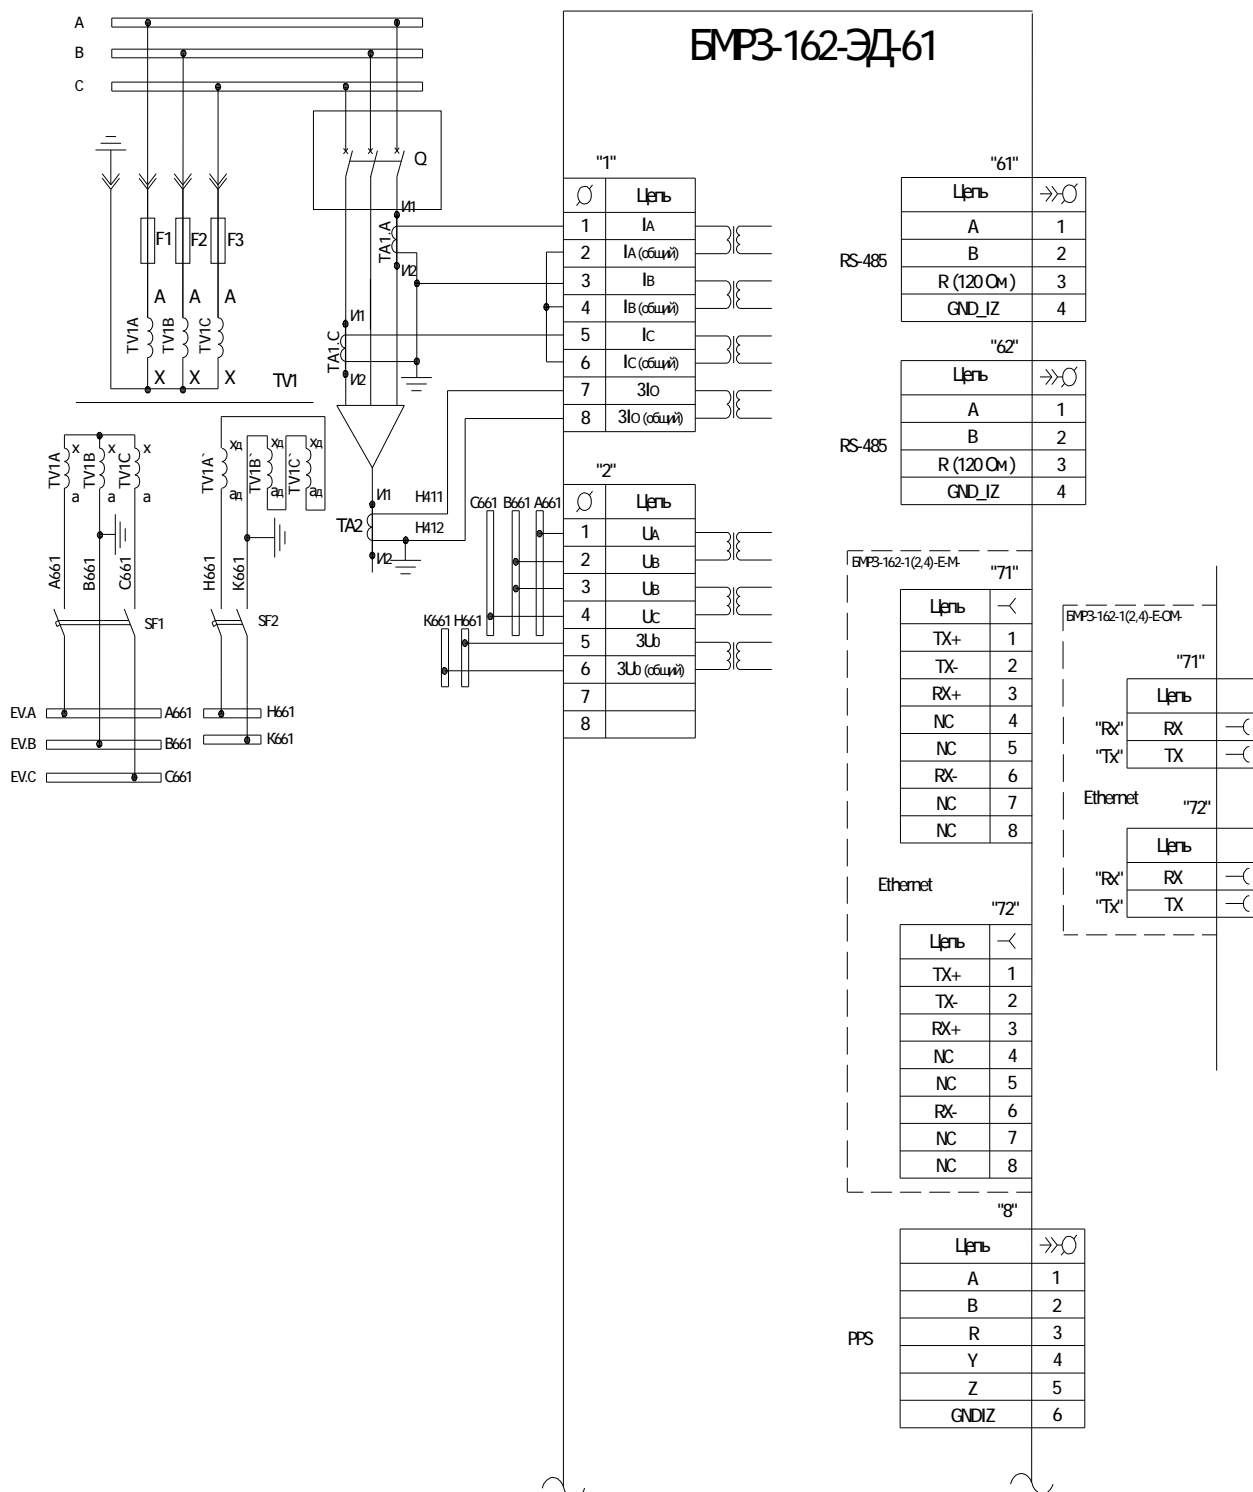 БМРЗ-162-ЭД-61
A
B
C
Q
F1
F2
F3
A
A
A
TV1A
TV1B
TV1C
X
X
X
TV1
И1
TA1.A
И2
И1
TA1.C
И2
TV1A
x
a
TV1B
x
a
TV1C
x
a
TV1A`
xд
aд
TV1B`
xд
aд
TV1C`
xд
aд
И1
H411
TA2
H412
И2
A661
B661
C661
H661
K661
SF1
SF2
EV.A
A661
EV.B
B661
EV.C
C661
H661
K661
"1"
Цепь
1 IA
2 IA (общий)
3 IB
4 IB (общий)
5 IC
6 IC (общий)
7 3IO
8 3IO (общий)
"2"
C661 B661 A661
Цепь
1 UA
2 UB
3 UB
4 UC
K661 H661
5 3U0
6 3U0 (общий)
7
8
"61"
Цепь
RS-485
A 1
B 2
R (120 Ом) 3
GND_IZ 4
"62"
Цепь
RS-485
A 1
B 2
R (120 Ом) 3
GND_IZ 4
БМРЗ-162-1(2,4)-Е-М-
"71"
Цепь
TX+ 1
TX- 2
RX+ 3
NC 4
NC 5
RX- 6
NC 7
NC 8
Ethernet
"72"
Цепь
TX+ 1
TX- 2
RX+ 3
NC 4
NC 5
RX- 6
NC 7
NC 8
БМРЗ-162-1(2,4)-Е-ОМ-
"71"
Цепь
"Rx" RX
"Tx" TX
Ethernet
"72"
Цепь
"Rx" RX
"Tx" TX
"8"
Цепь
PPS
A 1
B 2
R 3
Y 4
Z 5
GNDIZ 6